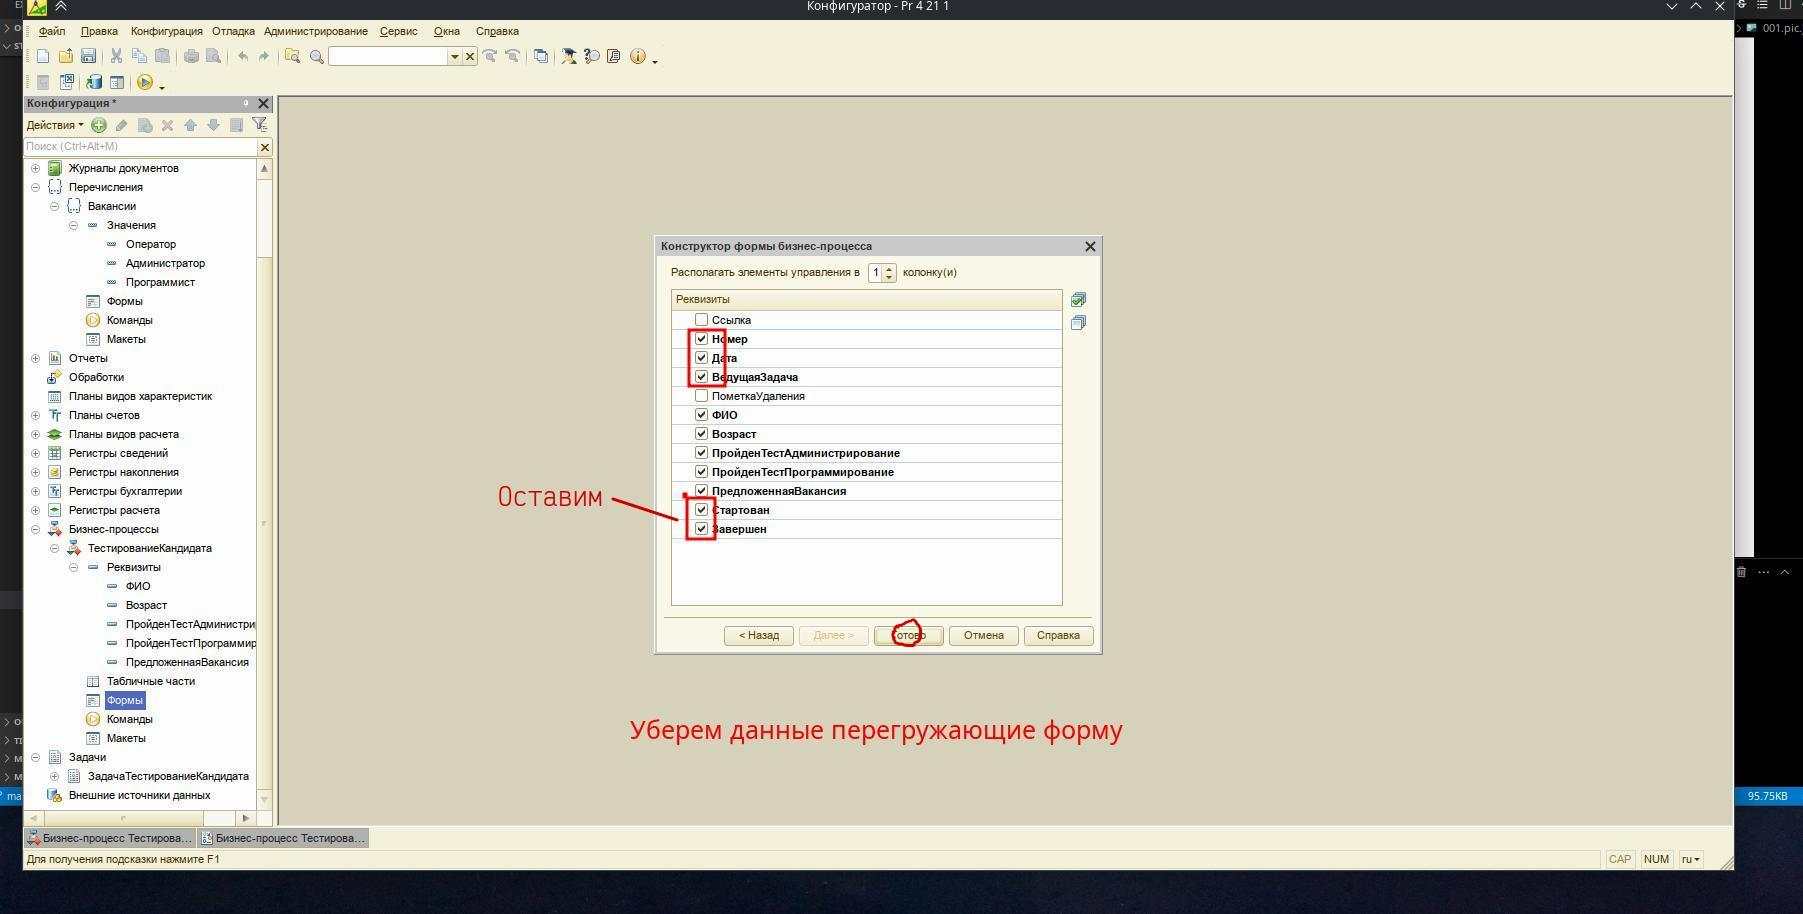 Конфигуратор - Pr 4 21 1
Файл Правка Конфигурация Отладка Администрирование Сервис Окна Справка
001.pic.
Конфигурация *
Действия
Поиск (Ctrl+Alt+M)
Журналы документов
Перечисления
Вакансии
Значения
Оператор
Администратор
Программист
Формы
Команды
Макеты
Отчеты
Обработки
Планы видов характеристик
Планы счетов
Планы видов расчета
Регистры сведений
Регистры накопления
Регистры бухгалтерии
Регистры расчета
Бизнес-процессы
ТестированиеКандидата
Реквизиты
ФИО
Возраст
ПройденТестАдминистри
ПройденТестПрограммир
ПредложеннаяВакансия
Табличные части
Формы
Команды
Макеты
Задачи
ЗадачаТестированиеКандидата
Внешние источники данных
Конструктор формы бизнес-процесса
Располагать элементы управления в 1 колонку(и)
Реквизиты
Ссылка
Номер
Дата
ВедущаяЗадача
ПометкаУдаления
ФИО
Возраст
ПройденТестАдминистрирование
ПройденТестПрограммирование
ПредложеннаяВакансия
Стартован
Завершен
Оставим
< Назад Далее > Готово Отмена Справка
Уберем данные перегружающие форму
95.75KB
Бизнес-процесс Тестирова... Бизнес-процесс Тестирова...
Для получения подсказки нажмите F1
CAP NUM ru